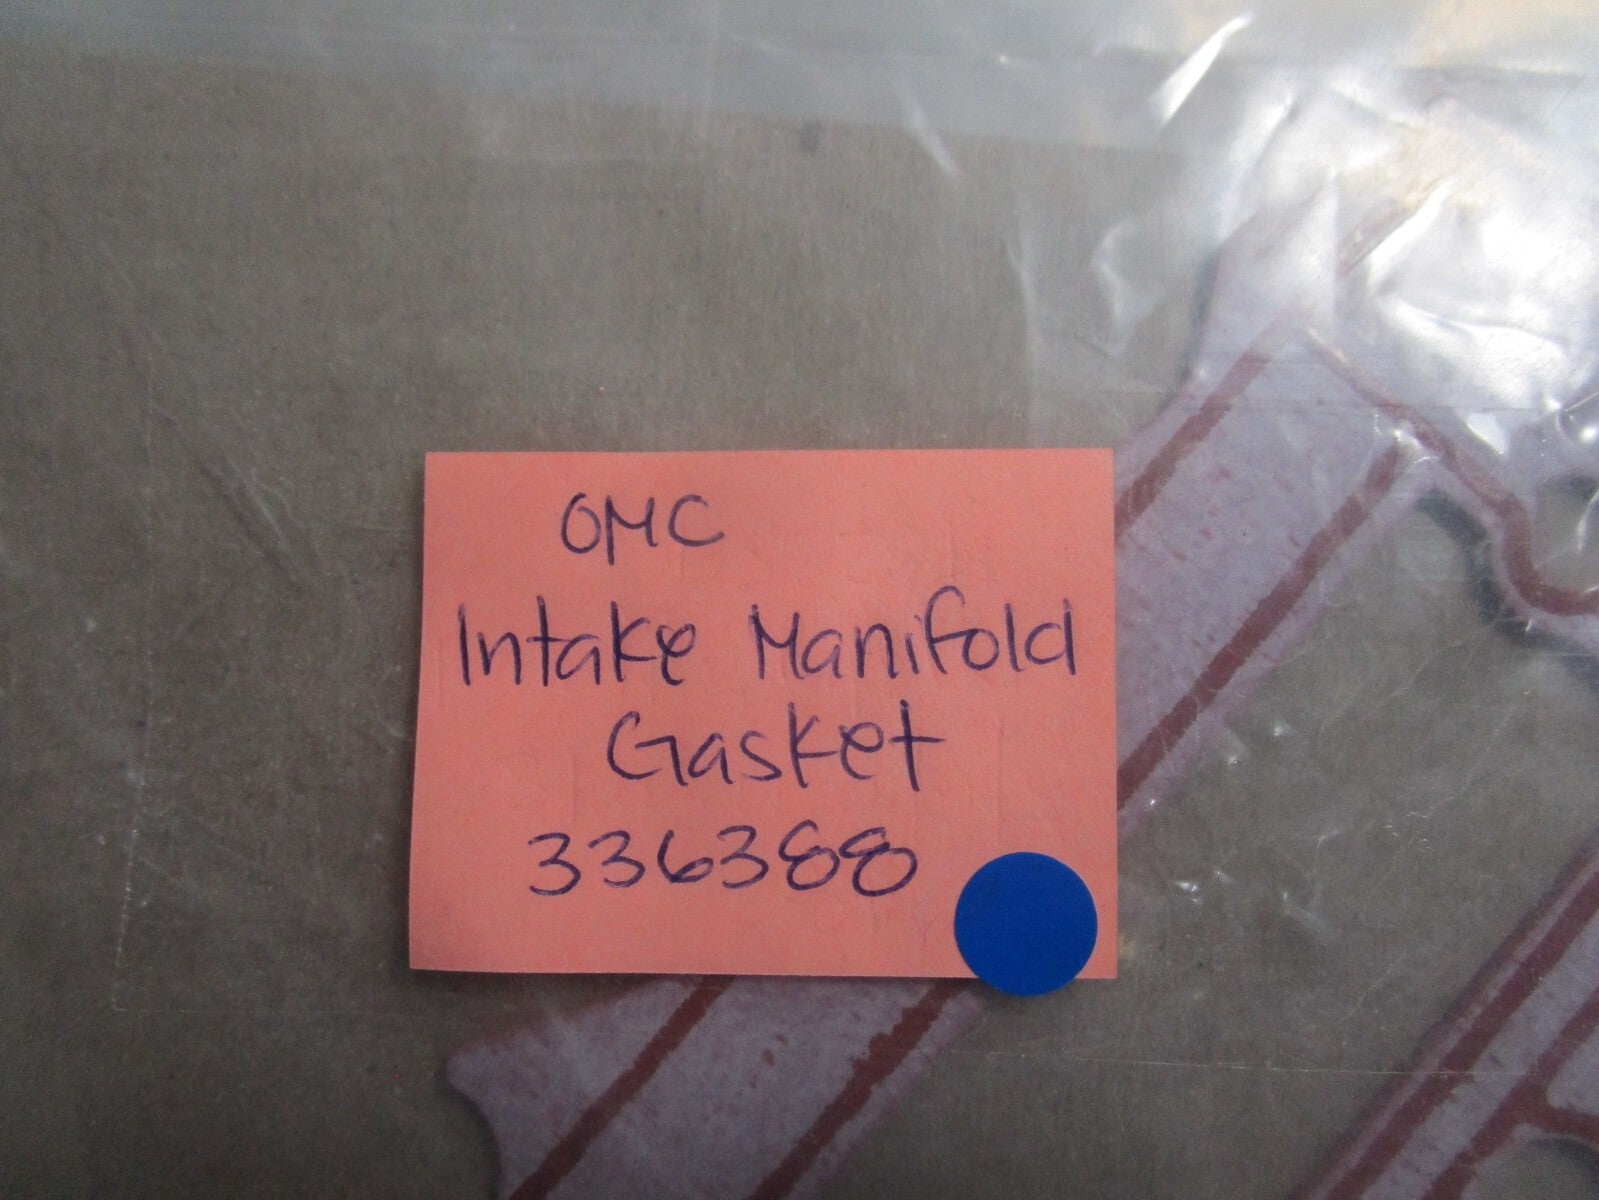 OMC
Intake Manifold
Gasket
336388